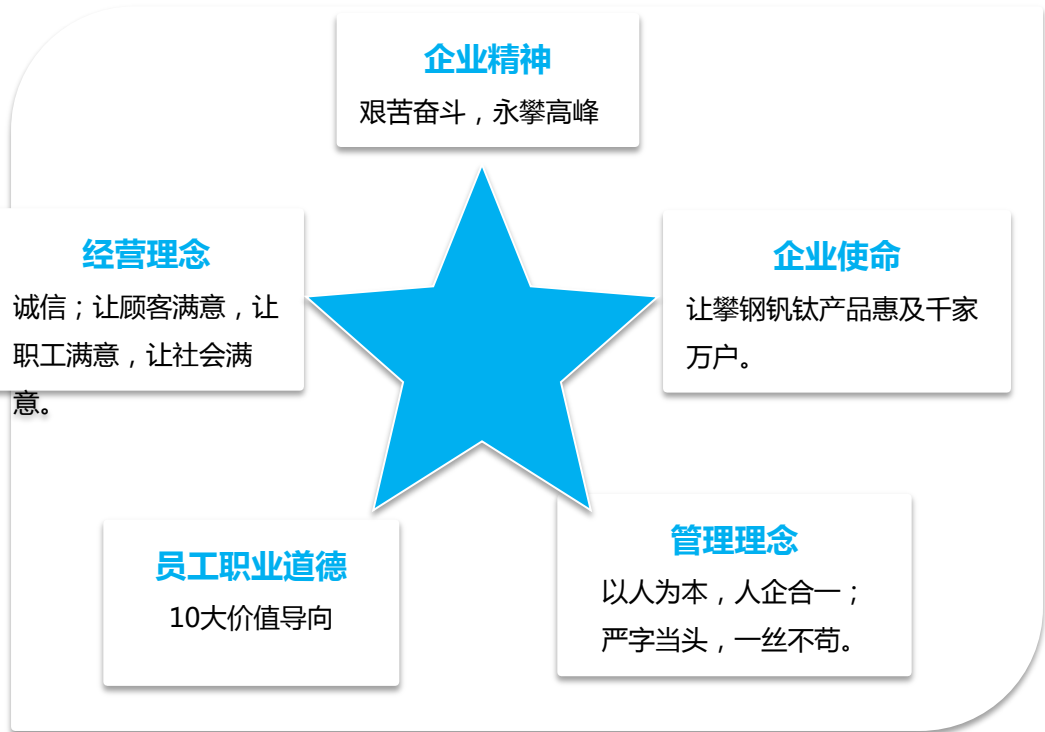 企业精神
艰苦奋斗，永攀高峰
经营理念
诚信；让顾客满意，让
职工满意，让社会满
意。
企业使命
让攀钢钒钛产品惠及千家
万户。
员工职业道德
10大价值导向
管理理念
以人为本，人企合一；
严字当头，一丝不苟。